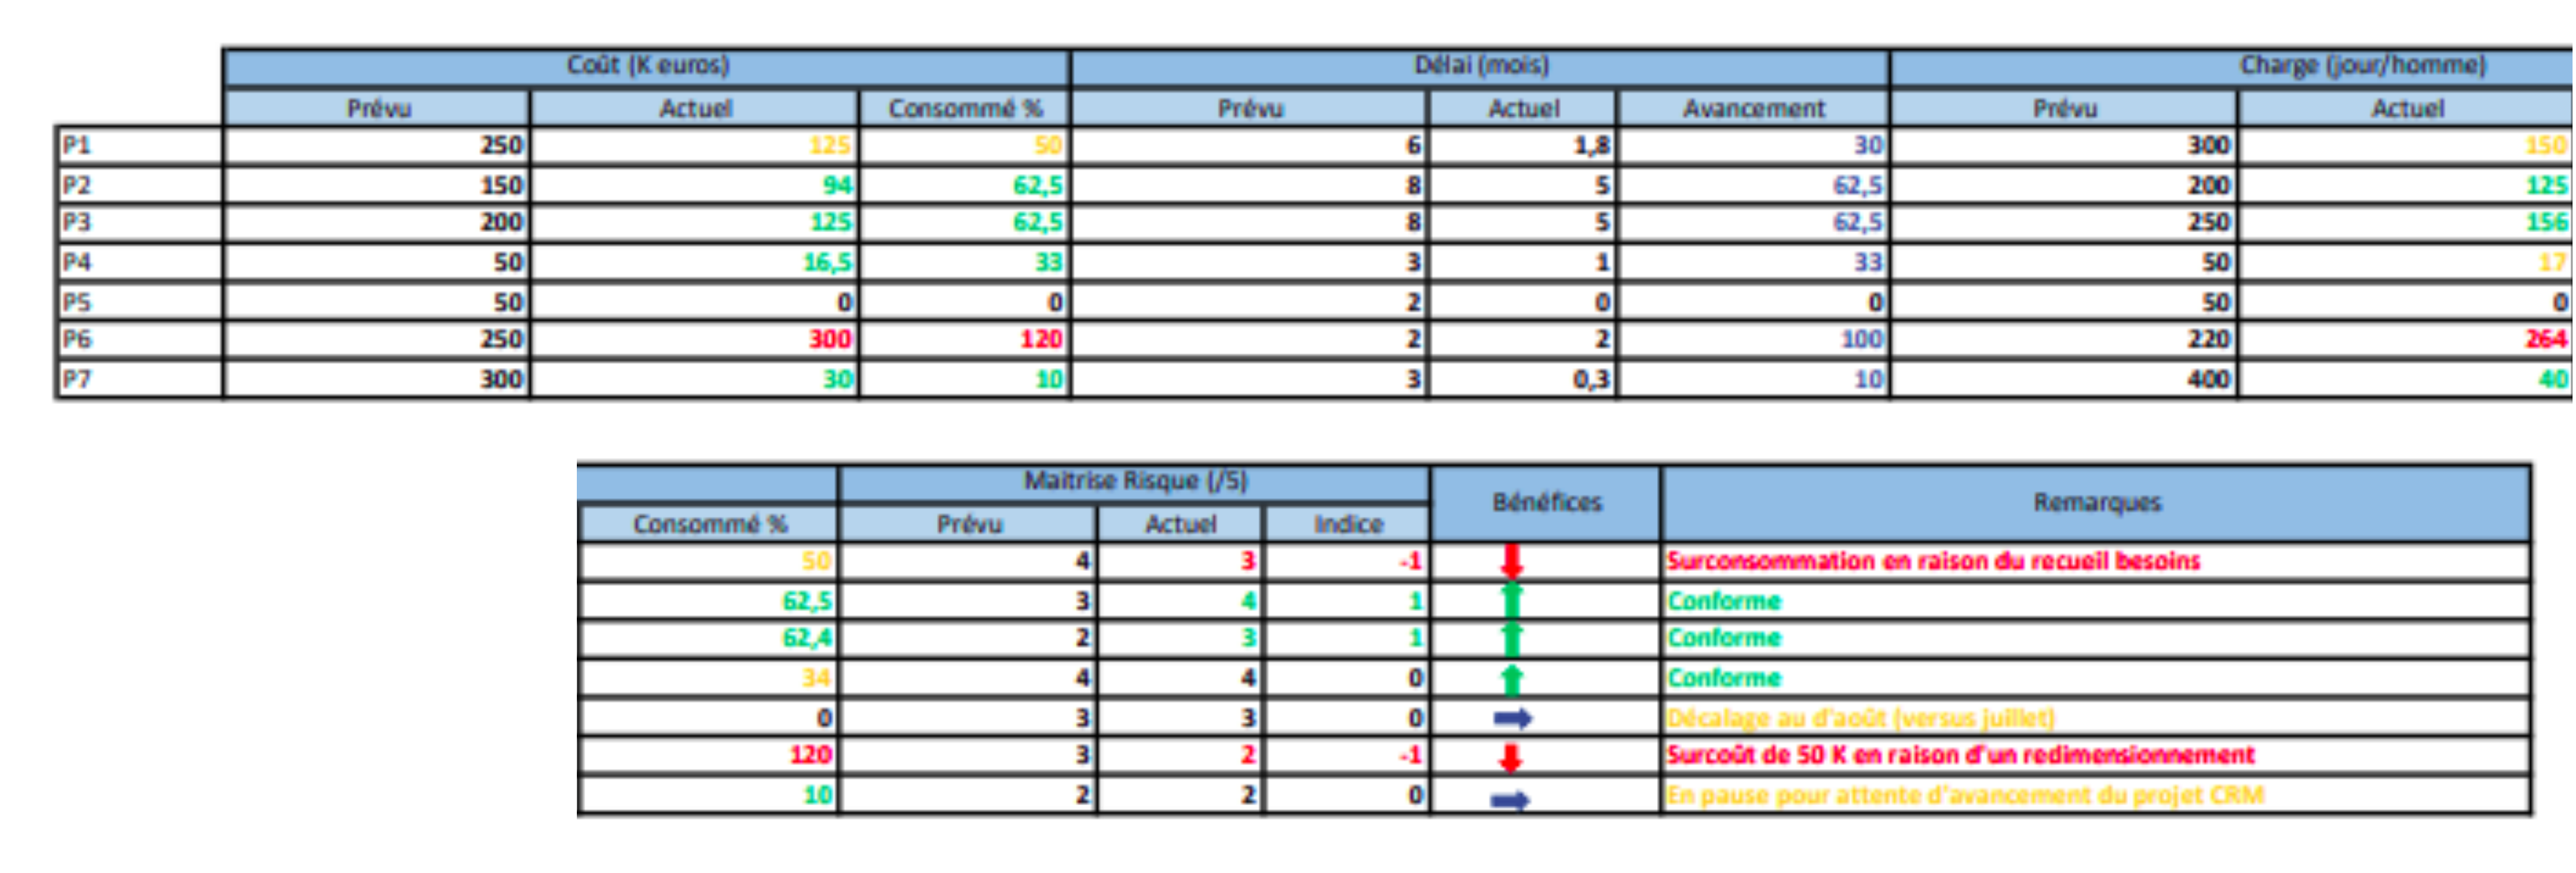 Coût (K euros) Délai (mois) Charge (jour/homme)
Prévu Actuel Consommé % Prévu Actuel Avancement Prévu Actuel
P1 250 125 50 6 1,8 30 300 150
P2 150 94 62,5 8 5 62,5 200 125
P3 200 125 62,5 8 5 62,5 250 156
P4 50 16,5 33 3 1 33 50 17
P5 50 0 0 2 0 0 50 0
P6 250 300 120 2 2 100 220 264
P7 300 30 10 3 0,3 10 400 40
Maitrise Risque (/5) Bénéfices Remarques
Consommé % Prévu Actuel Indice
50 4 3 -1 Surconsommation en raison du recueil besoins
62,5 3 4 1 Conforme
62,4 2 3 1 Conforme
34 4 4 0 Conforme
0 3 3 0 Décalage au d'août (versus juillet)
120 3 2 -1 Surcoût de 50 K en raison d'un redimensionnement
10 2 2 0 En pause pour attente d'avancement du projet CRM